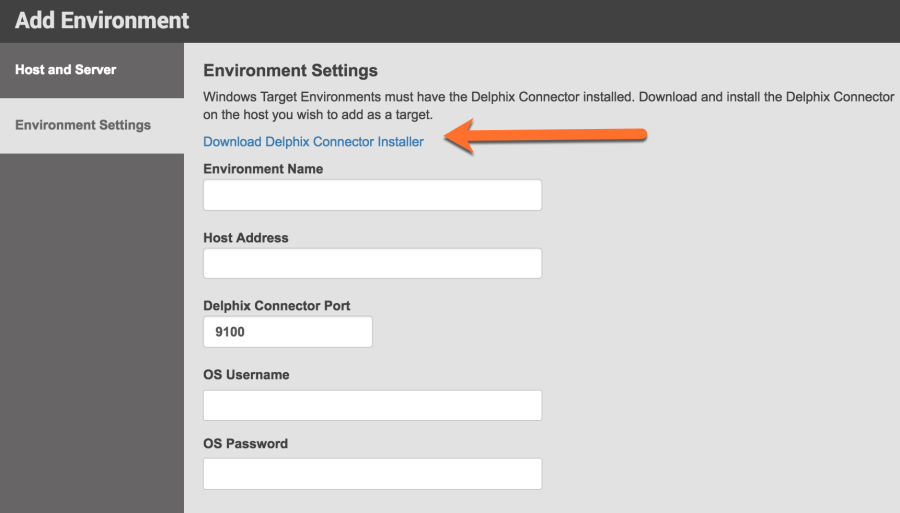 Add Environment
Host and Server
Environment Settings
Environment Settings
Windows Target Environments must have the Delphix Connector installed. Download and install the Delphix Connector
on the host you wish to add as a target.
Download Delphix Connector Installer
Environment Name
Host Address
Delphix Connector Port
9100
OS Username
OS Password